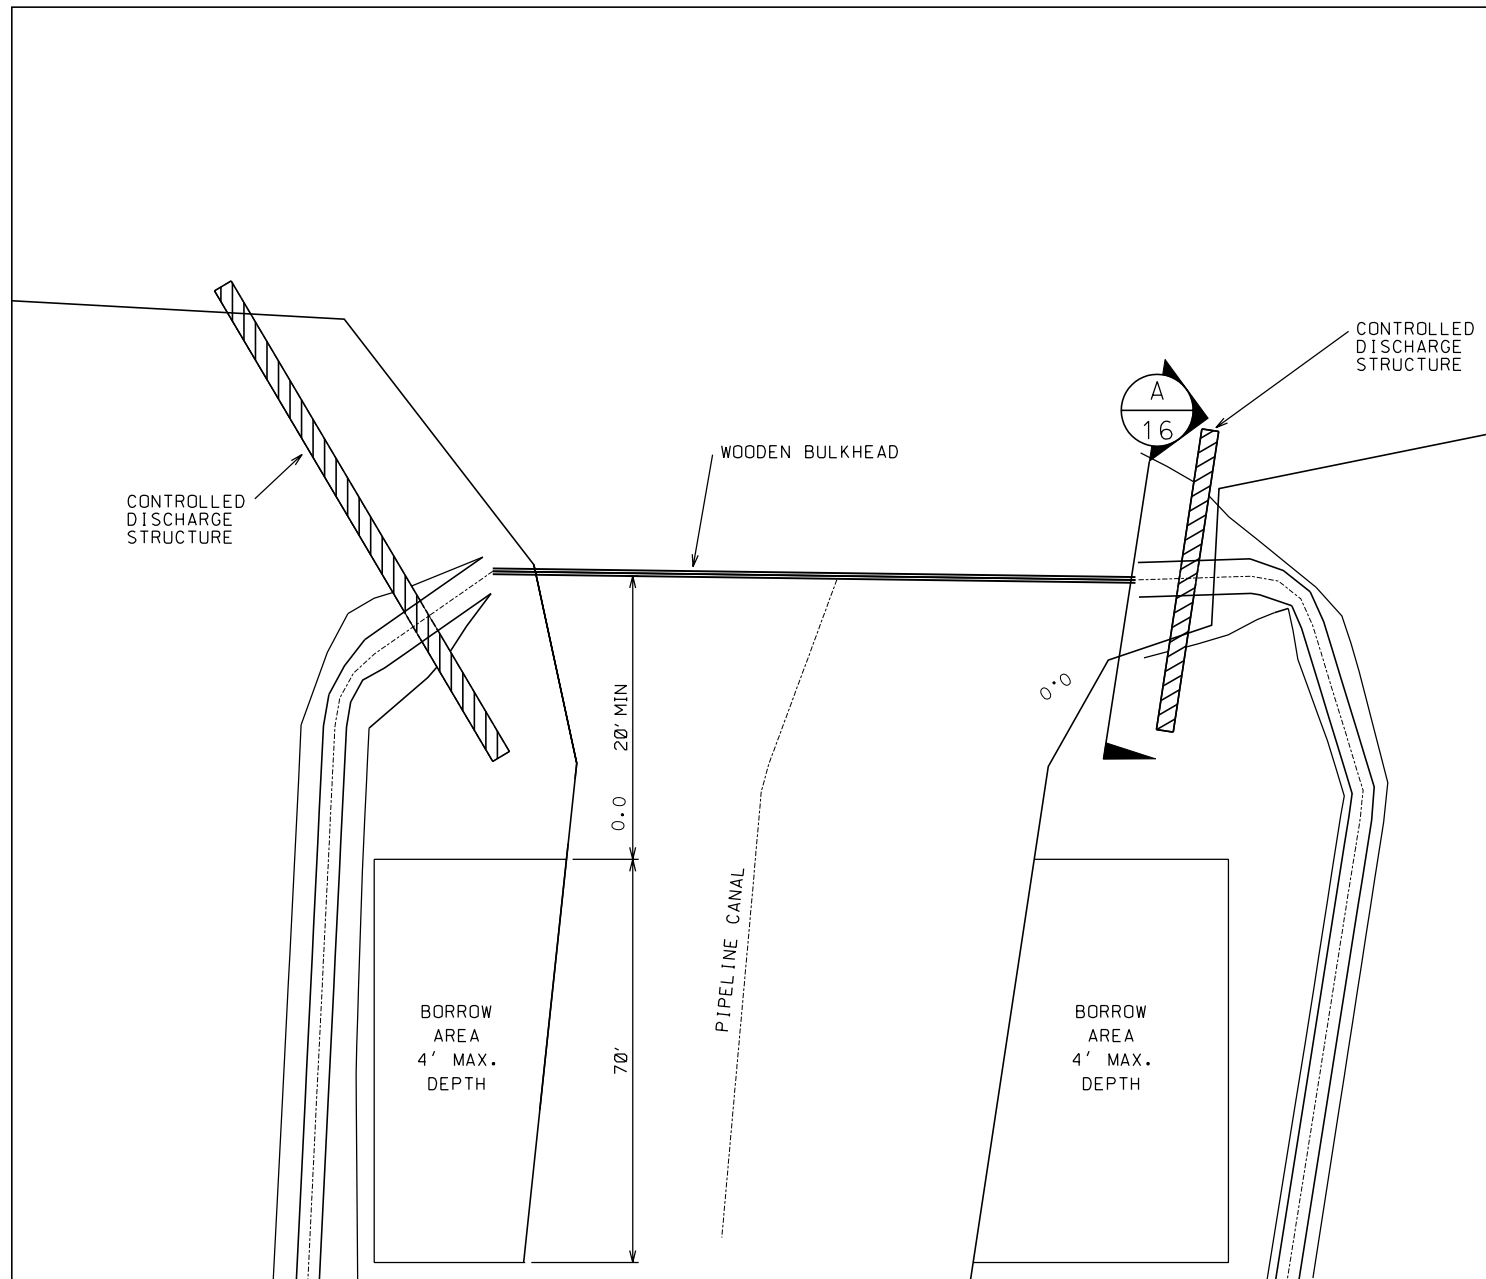 CONTROLLED
DISCHARGE
STRUCTURE
A
16
WOODEN BULKHEAD
CONTROLLED
DISCHARGE
STRUCTURE
0.0
20' MIN
0.0
PIPELINE CANAL
BORROW
AREA
4' MAX.
DEPTH
70'
BORROW
AREA
4' MAX.
DEPTH